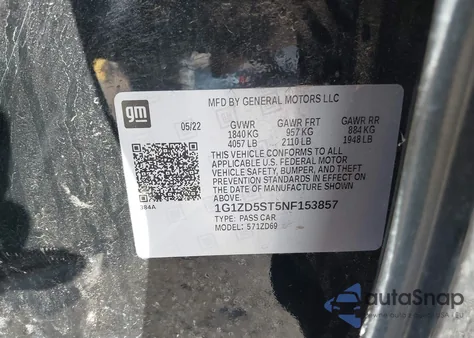 gm
MFD BY GENERAL MOTORS LLC
05/22 GVWR GAWR FRT GAWR RR
1840 KG 957 KG 884 KG
4057 LB 2110 LB 1948 LB
THIS VEHICLE CONFORMS TO ALL
APPLICABLE U.S. FEDERAL MOTOR
VEHICLE SAFETY, BUMPER, AND THEFT
PREVENTION STANDARDS IN EFFECT ON
THE DATE OF MANUFACTURE SHOWN
ABOVE.
1G1ZD5ST5NF153857
TYPE: PASS CAR
MODEL: 571ZD69
autoSnap